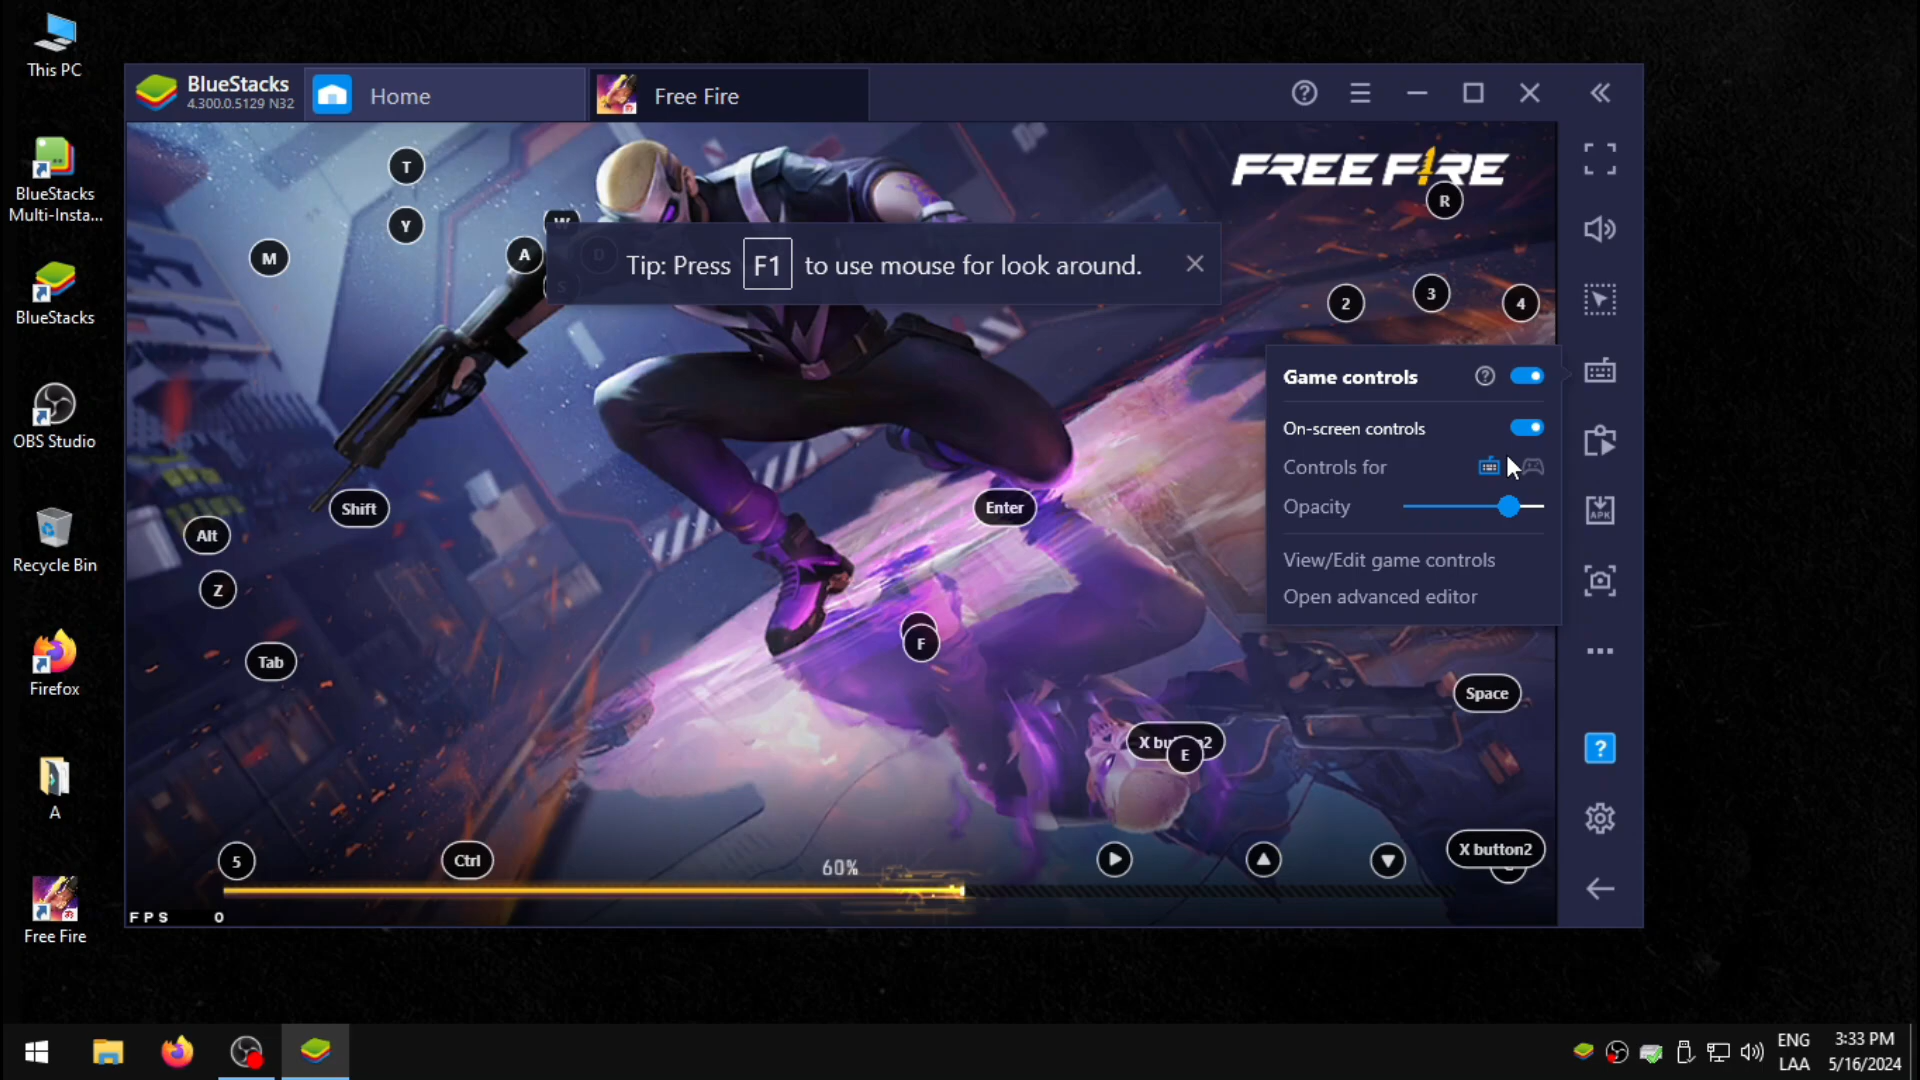 This PC
BlueStacks
Multi-Insta...
BlueStacks
OBS Studio
Recycle Bin
Firefox
A
Free Fire
BlueStacks
4.300.0.5129 N32
Home
Free Fire
FREE FIRE
T
Y
M
A
D
S
R
2
3
4
Tip: Press F1 to use mouse for look around.
Game controls
On-screen controls
Controls for
Opacity
View/Edit game controls
Open advanced editor
APK
Shift
Alt
Z
Tab
Enter
F
Space
E
5
Ctrl
X button2
60%
FPS 0
ENG
LAA
3:33 PM
5/16/2024